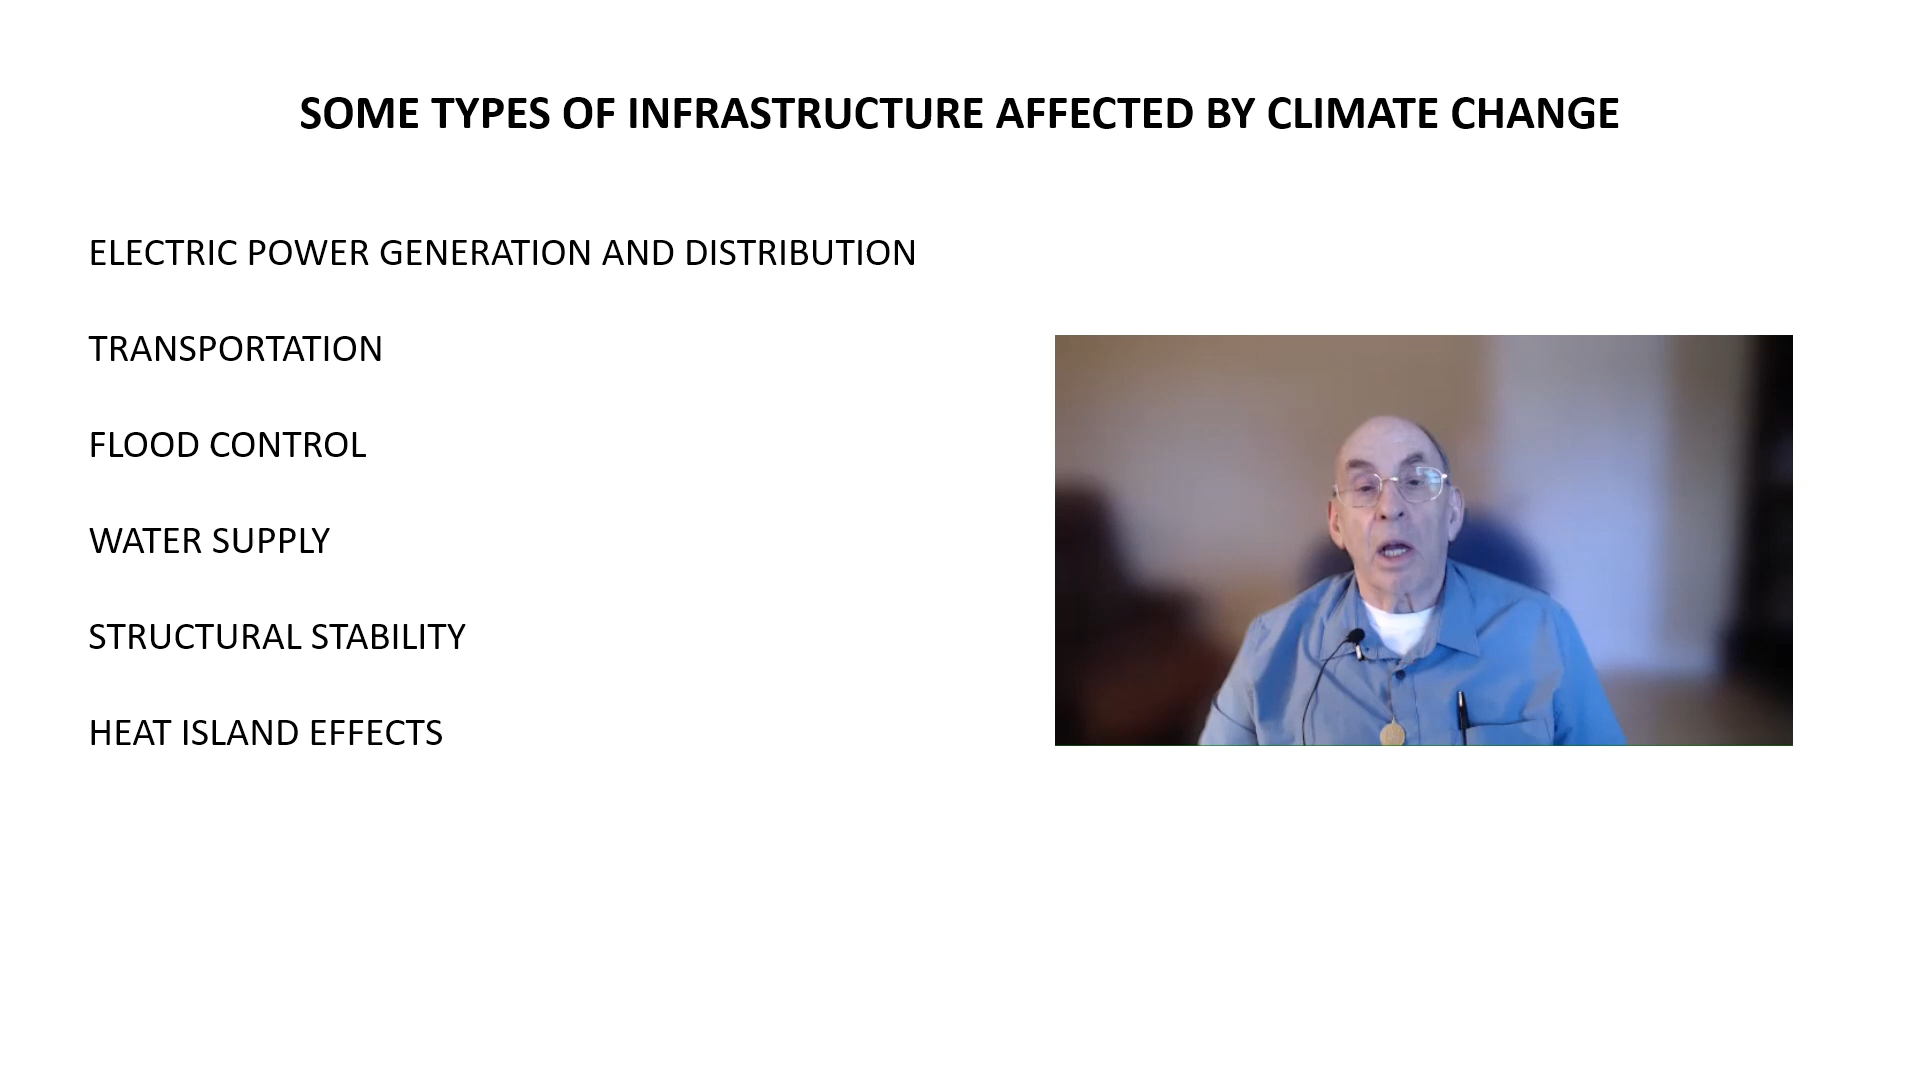 SOME TYPES OF INFRASTRUCTURE AFFECTED BY CLIMATE CHANGE
ELECTRIC POWER GENERATION AND DISTRIBUTION
TRANSPORTATION
FLOOD CONTROL
WATER SUPPLY
STRUCTURAL STABILITY
HEAT ISLAND EFFECTS